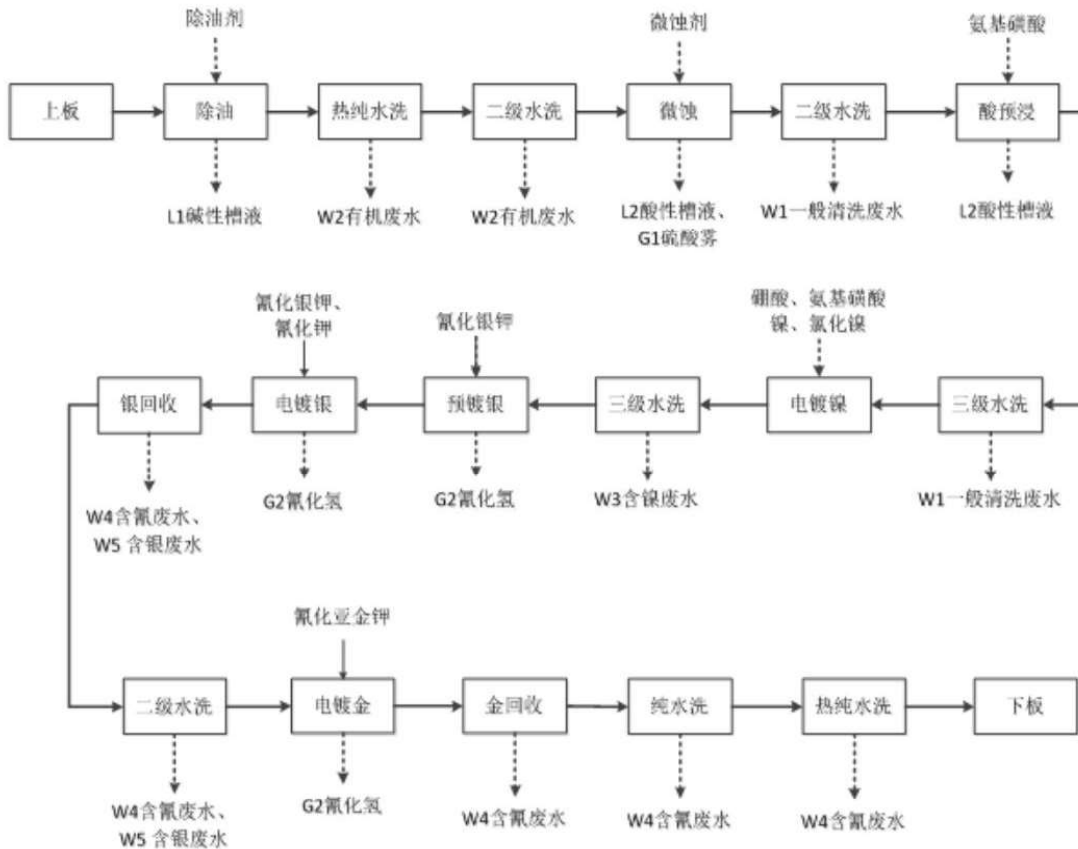 除油剂
微蚀剂
氨基磺酸
上板
除油
热纯水洗
二级水洗
微蚀
二级水洗
酸预浸
L1碱性槽液
W2有机废水
W2有机废水
L2酸性槽液、
G1硫酸雾
W1一般清洗废水
L2酸性槽液
氰化银钾、
氰化钾
氰化银钾
硼酸、氨基磺酸
镍、氯化镍
银回收
电镀银
预镀银
三级水洗
电镀镍
三级水洗
W4含氰废水、
W5 含银废水
G2氰化氢
G2氰化氢
W3含镍废水
W1一般清洗废水
氰化亚金钾
二级水洗
电镀金
金回收
纯水洗
热纯水洗
下板
W4含氰废水、
W5 含银废水
G2氰化氢
W4含氰废水
W4含氰废水
W4含氰废水